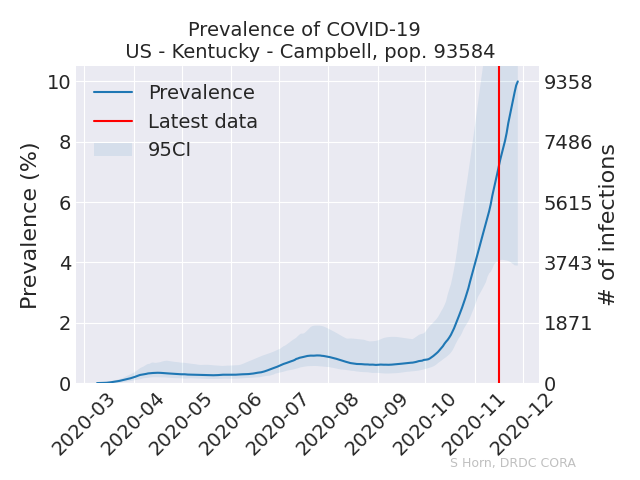 Prevalence of COVID-19
US - Kentucky - Campbell, pop. 93584
Prevalence (%)
10
8
6
4
2
0
Prevalence
Latest data
95CI
9358
7486
5615
3743
1871
0
# of infections
2020-03
2020-04
2020-05
2020-06
2020-07
2020-08
2020-09
2020-10
2020-11
2020-12
S Horn, DRDC CORA